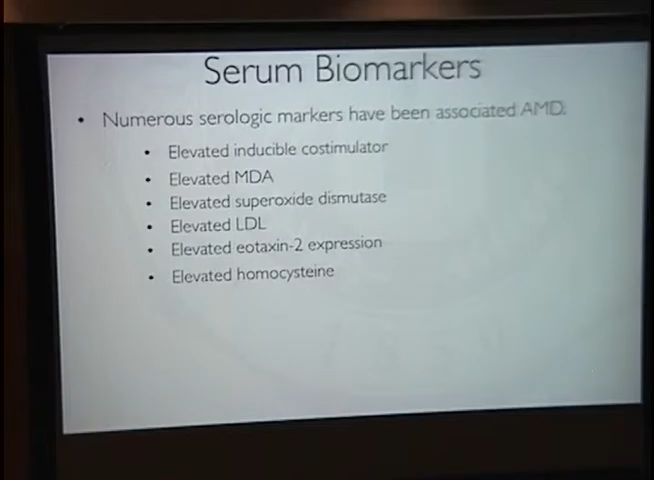 Serum Biomarkers
• Numerous serologic markers have been associated AMD:
• Elevated inducible costimulator
• Elevated MDA
• Elevated superoxide dismutase
• Elevated LDL
• Elevated eotaxin-2 expression
• Elevated homocysteine